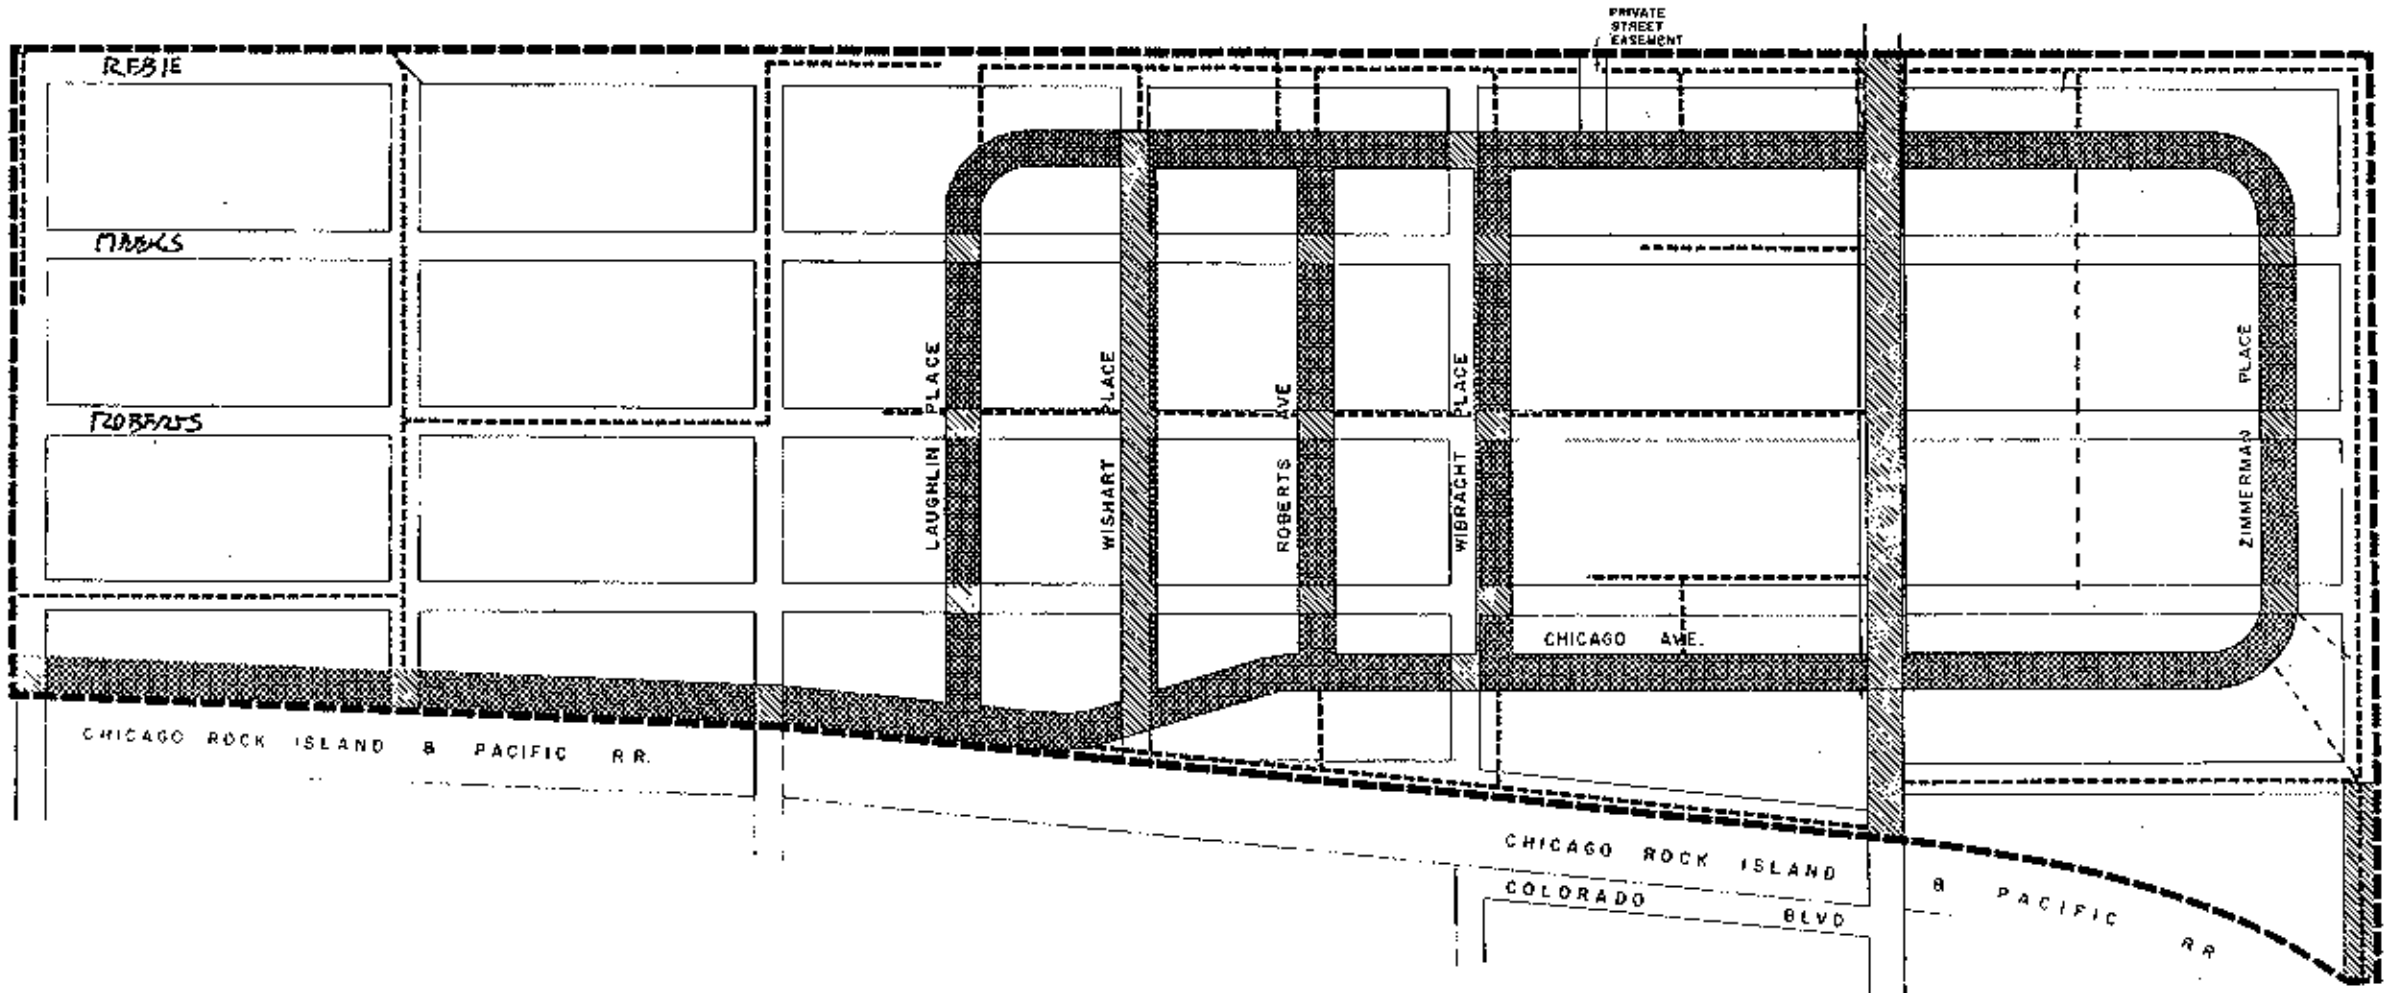 PRIVATE
STREET
EASEMENT
REBIE
MARKS
ROBERTS
LAUGHLIN PLACE
WISHART PLACE
ROBERTS AVE
WIBRACHT PLACE
ZIMMERMAN PLACE
CHICAGO AVE.
CHICAGO ROCK ISLAND & PACIFIC R R.
CHICAGO ROCK ISLAND & PACIFIC R R
COLORADO BLVD